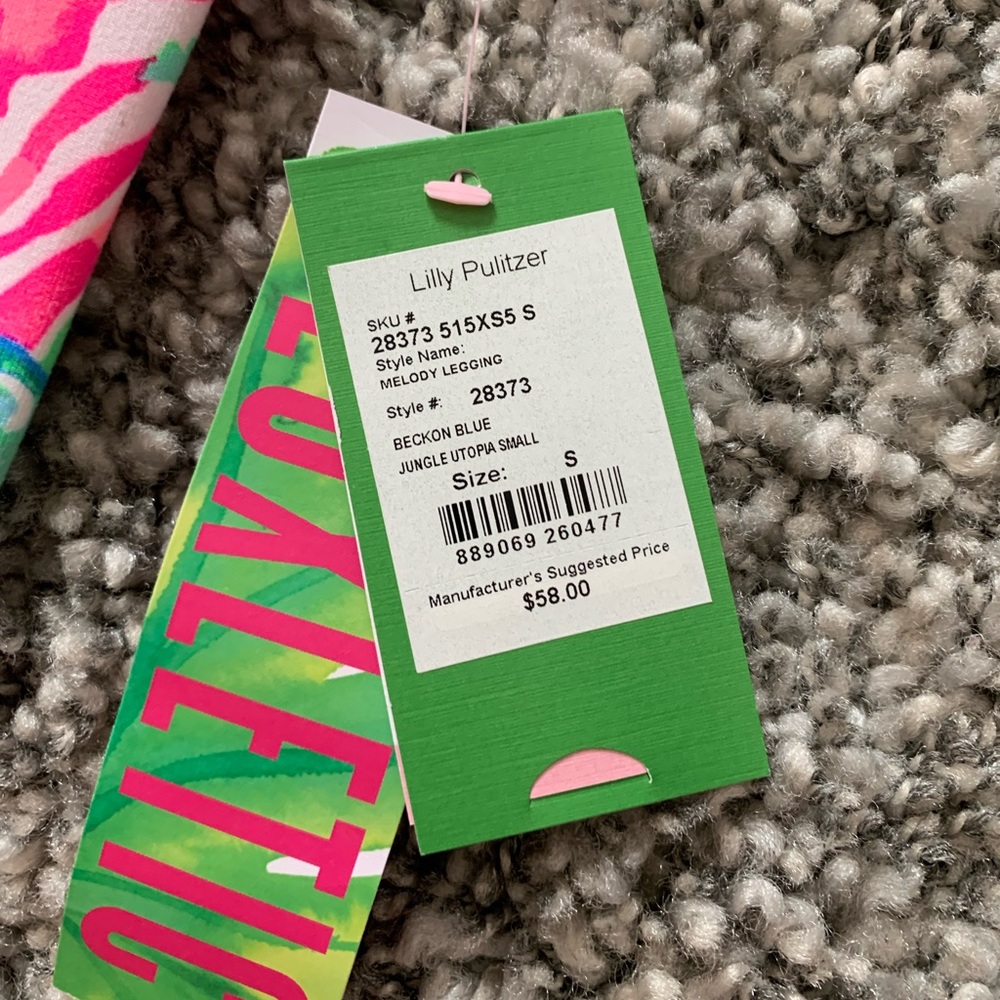 Lilly Pulitzer
SKU #
28373 515XS5 S
Style Name:
MELODY LEGGING
Style #: 28373
BECKON BLUE
JUNGLE UTOPIA SMALL
Size: S
889069 260477
Manufacturer's Suggested Price
$58.00